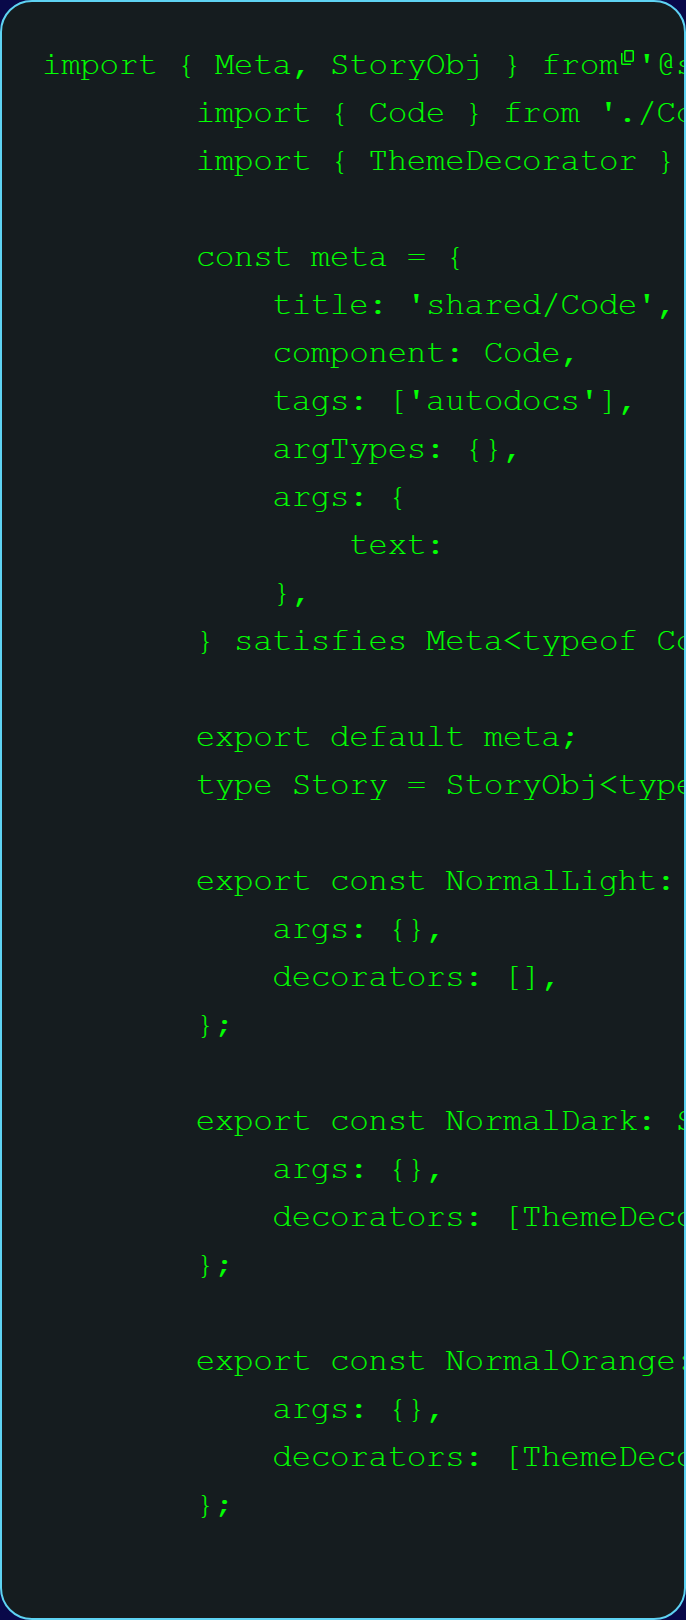 import { Meta, StoryObj } from '@s
import { Code } from './Co
import { ThemeDecorator }
const meta = {
title: 'shared/Code',
component: Code,
tags: ['autodocs'],
argTypes: {},
args: {
text:
},
} satisfies Meta<typeof Co
export default meta;
type Story = StoryObj<type
export const NormalLight:
args: {},
decorators: [],
};
export const NormalDark: S
args: {},
decorators: [ThemeDeco
};
export const NormalOrange:
args: {},
decorators: [ThemeDeco
};